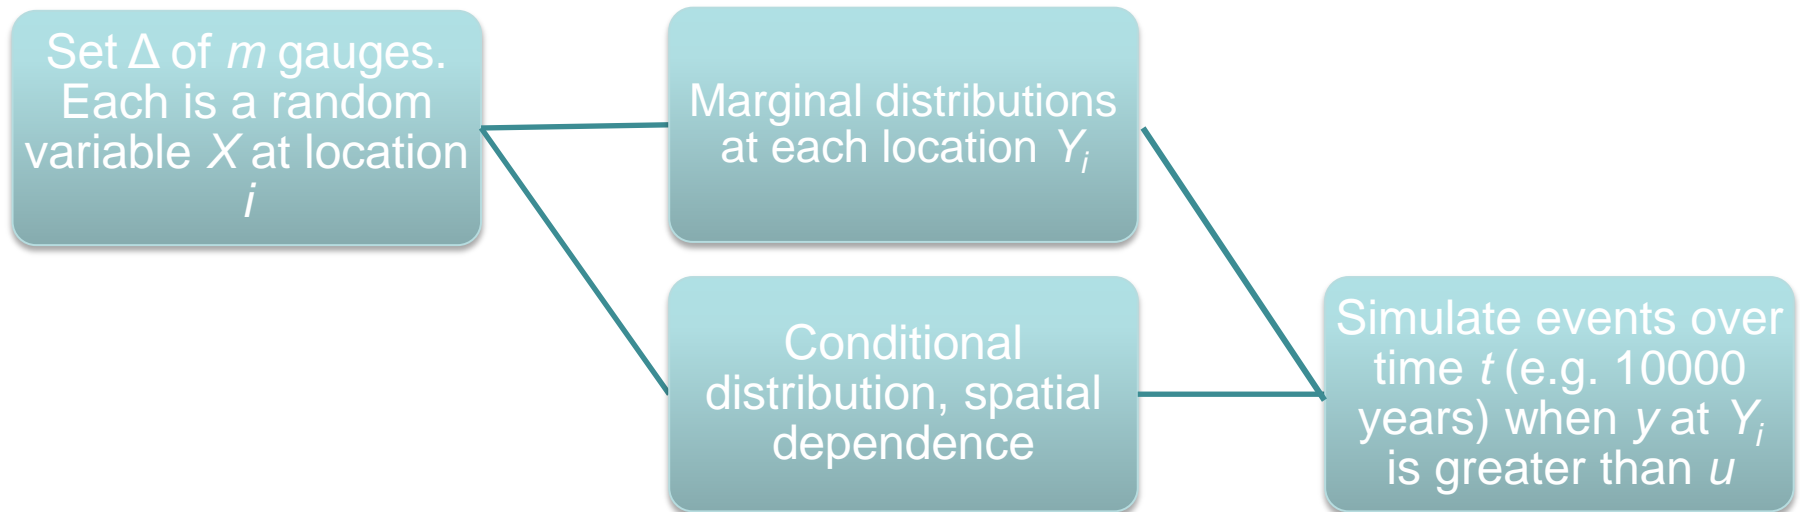 Set Δ of m gauges.
Each is a random
variable X at location
i
Marginal distributions
at each location Yi
Conditional
distribution, spatial
dependence
Simulate events over
time t (e.g. 10000
years) when y at Yi
is greater than u